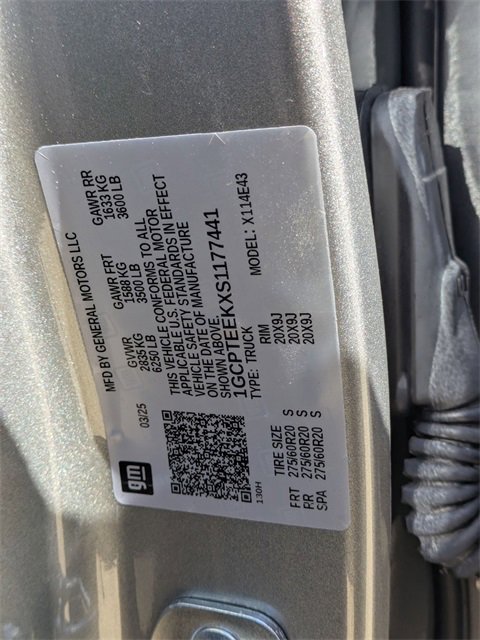 gm
MFD BY GENERAL MOTORS LLC
03/25
GVWR GAWR FRT GAWR RR
2835 KG 1588 KG 1633 KG
6250 LB 3500 LB 3600 LB
THIS VEHICLE CONFORMS TO ALL
APPLICABLE U.S. FEDERAL MOTOR
VEHICLE SAFETY STANDARDS IN EFFECT
ON THE DATE OF MANUFACTURE
SHOWN ABOVE.
1GCPTEEKXS1177441
TYPE: TRUCK MODEL: X114E43
130H
TIRE SIZE RIM
FRT 275/60R20 S 20X9J
RR 275/60R20 S 20X9J
SPA 275/60R20 S 20X9J